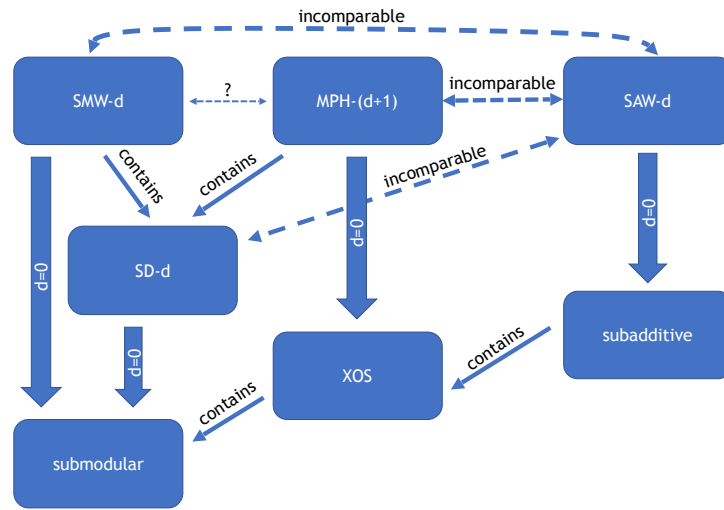 incomparable
SMW-d
?
MPH-(d+1)
incomparable
SAW-d
contains
contains
incomparable
d=0
SD-d
d=0
d=0
d=0
XOS
contains
subadditive
contains
submodular